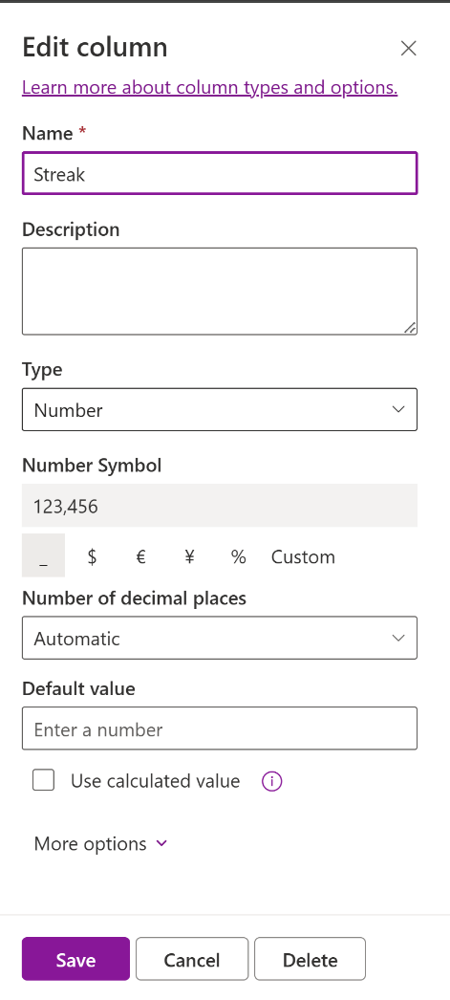 Edit column
Learn more about column types and options.
Name *
Streak
Description
Type
Number
Number Symbol
123,456
_ $ € ¥ % Custom
Number of decimal places
Automatic
Default value
Enter a number
Use calculated value
More options
Save Cancel Delete